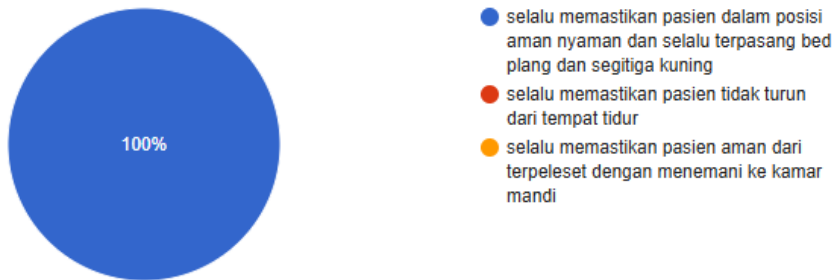 100%
selalu memastikan pasien dalam posisi
aman nyaman dan selalu terpasang bed
plang dan segitiga kuning
selalu memastikan pasien tidak turun
dari tempat tidur
selalu memastikan pasien aman dari
terpeleset dengan menemani ke kamar
mandi